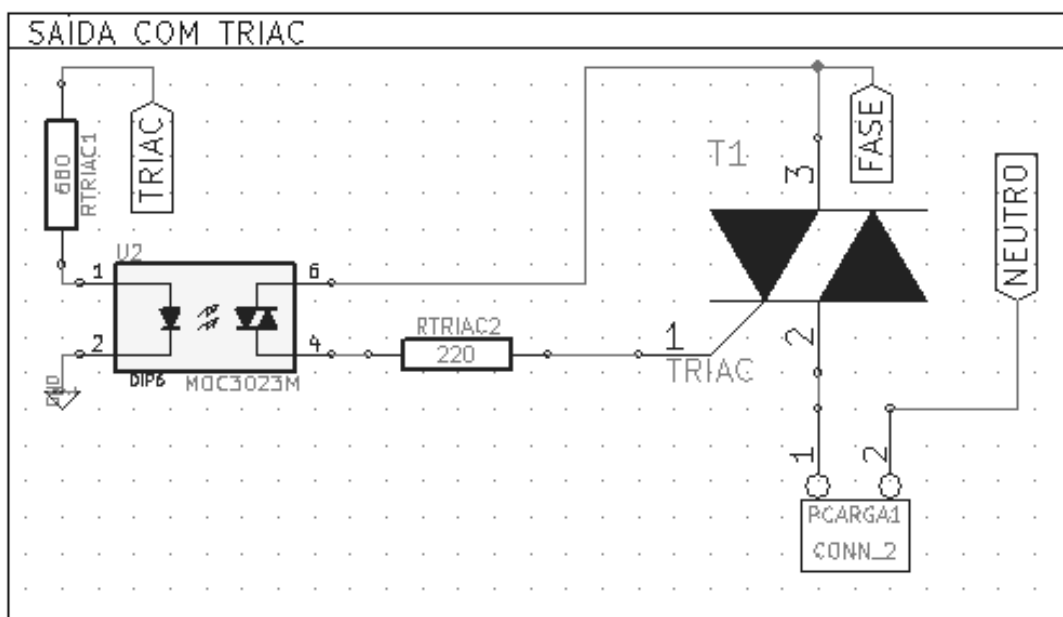 SAÍDA COM TRIAC
680
RTRIAC1
TRIAC
T1
3
FASE
NEUTRO
U2
1
6
2
4
DIP6
MOC3023M
GND
RTRIAC2
220
1
TRIAC
2
1
2
PCARGA1
CONN_2